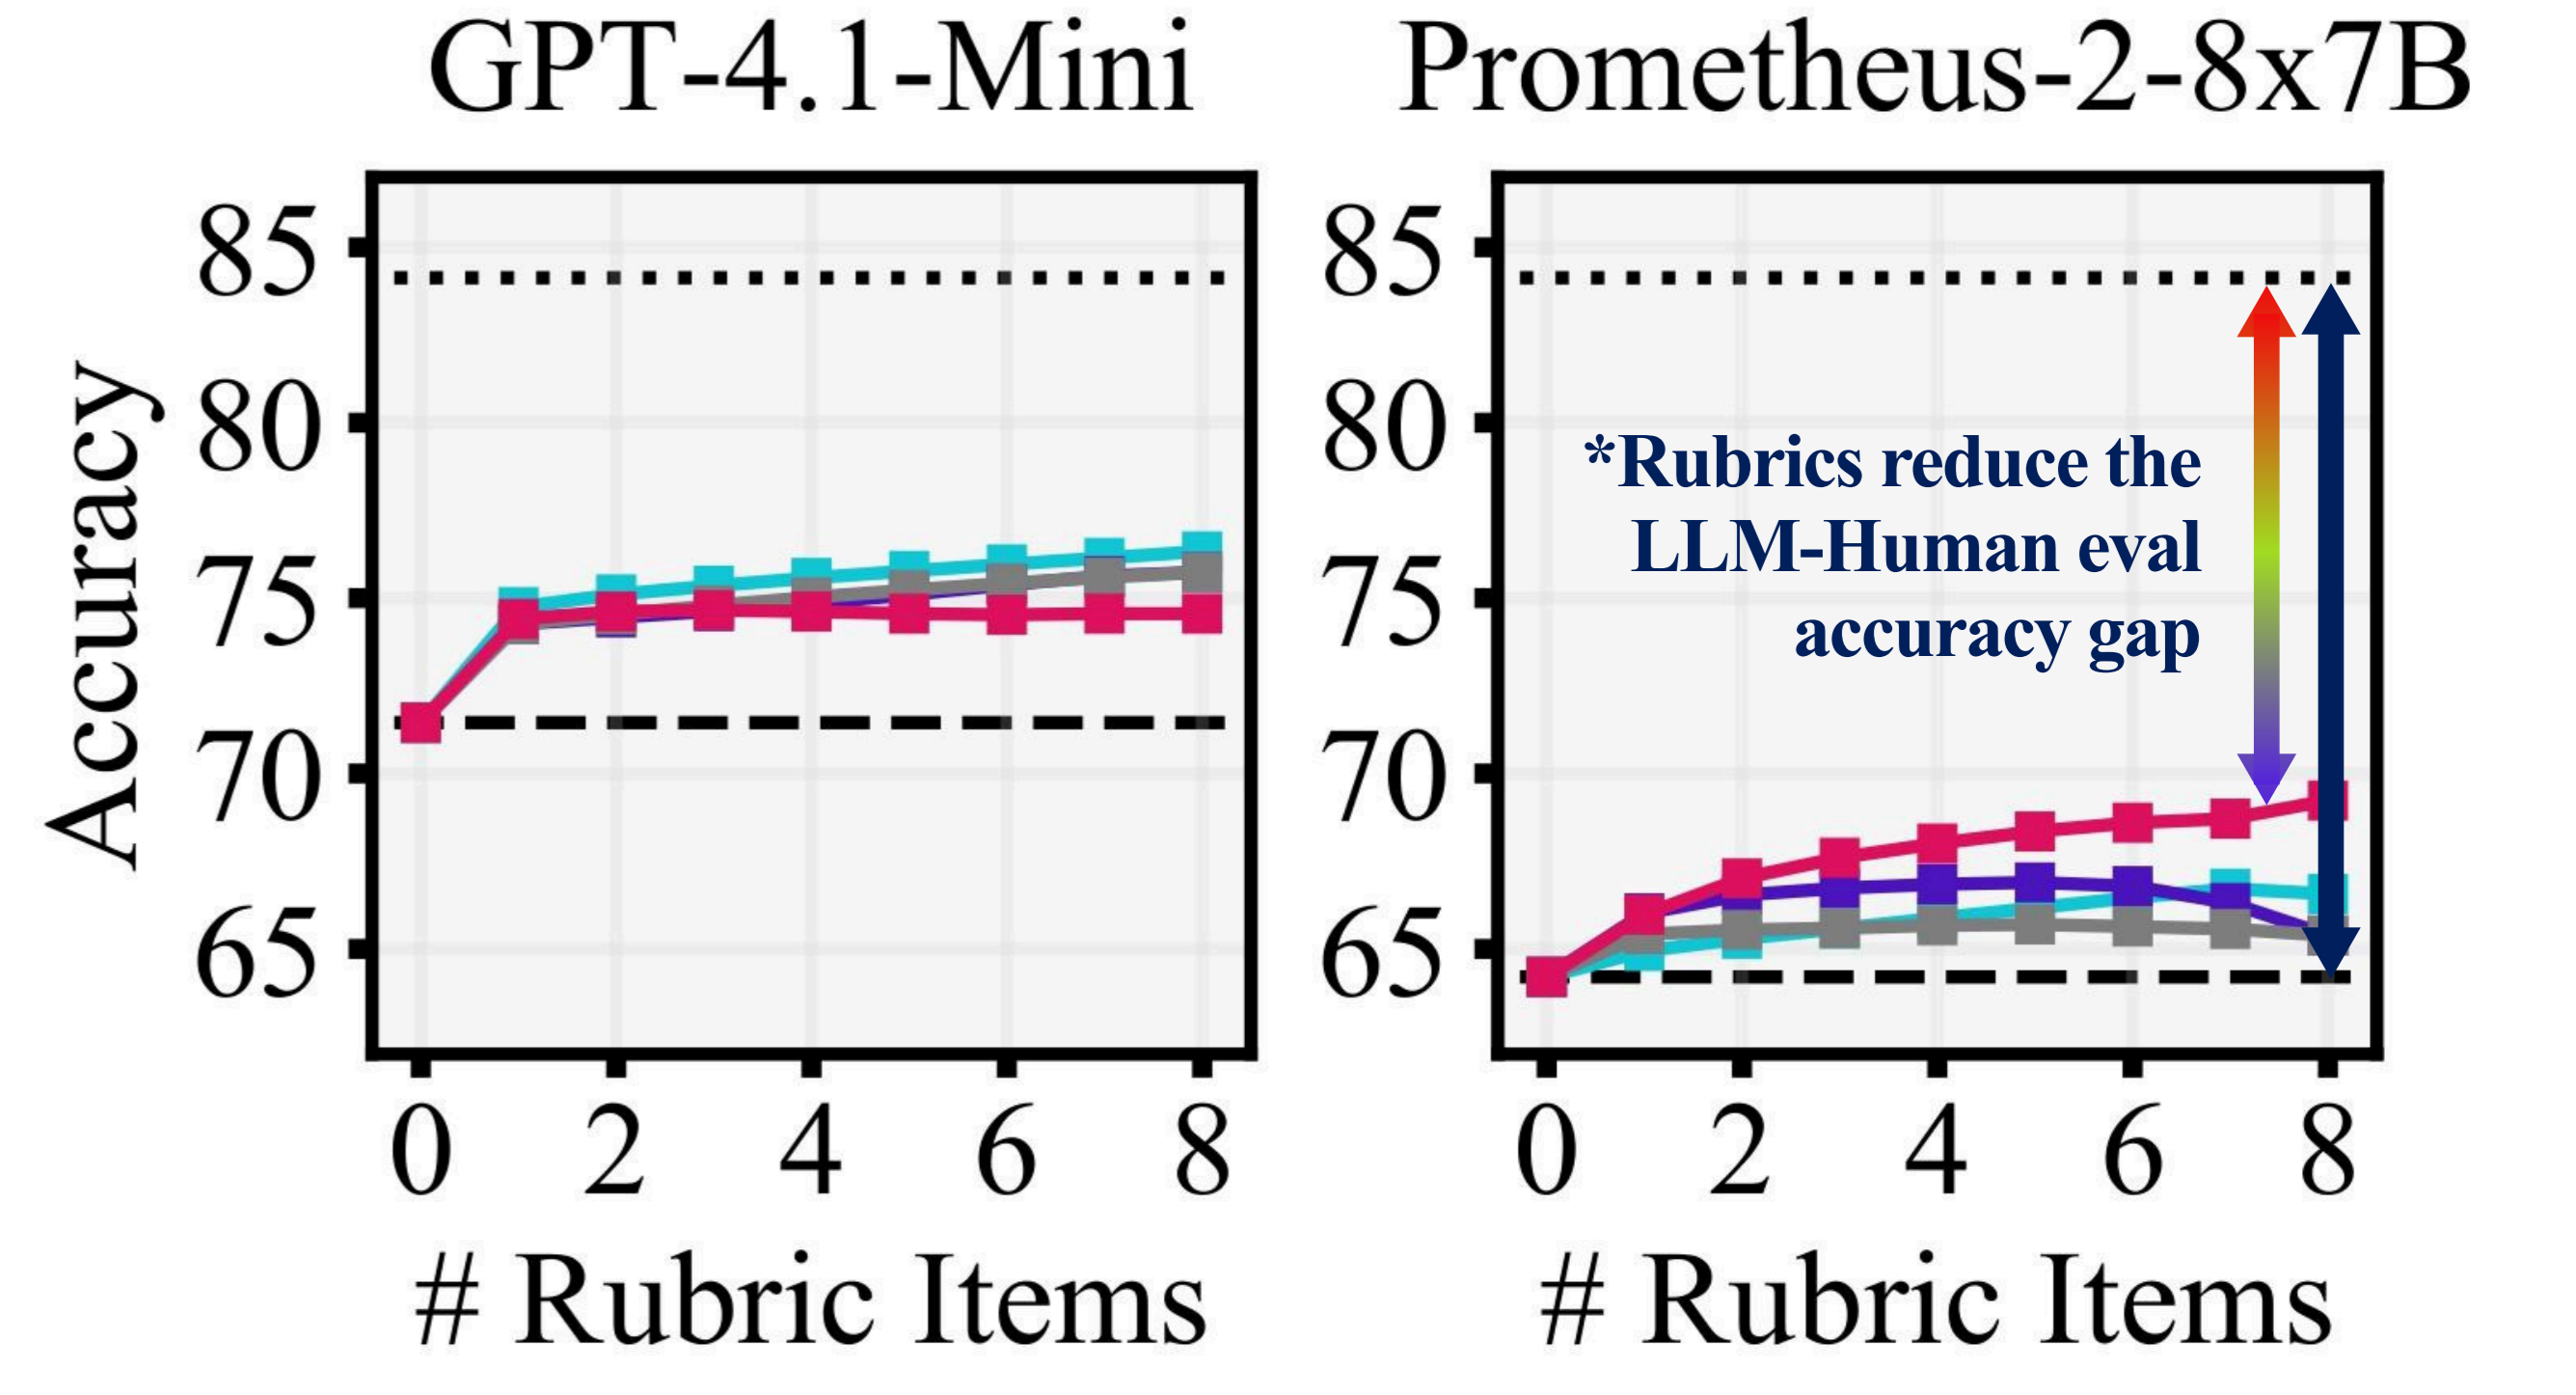 GPT-4.1-Mini
Accuracy
85
80
75
70
65
0 2 4 6 8
# Rubric Items
Prometheus-2-8x7B
85
80
75
70
65
*Rubrics reduce the
LLM-Human eval
accuracy gap
0 2 4 6 8
# Rubric Items